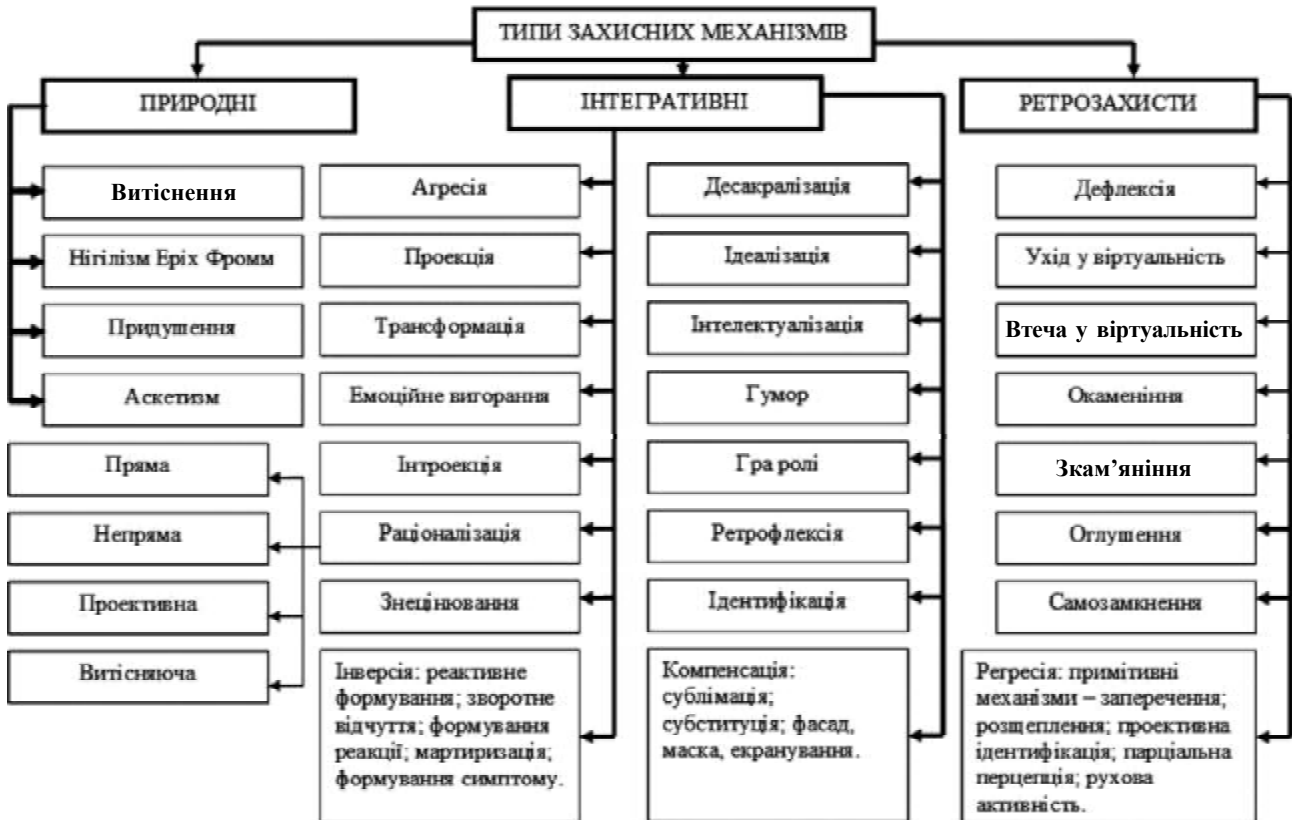 ТИПИ ЗАХИСНИХ МЕХАНІЗМІВ
ПРИРОДНІ
ІНТЕГРАТИВНІ
РЕТРОЗАХИСТИ
Витіснення
Нігілізм Еріх Фромм
Придушення
Аскетизм
Пряма
Непряма
Проективна
Витісняюча
Агресія
Проекція
Трансформація
Емоційне вигорання
Інтроекція
Раціоналізація
Знецінювання
Інверсія: реактивне
формування; зворотне
відчуття; формування
реакції; мартиризація;
формування симптому.
Десакралізація
Ідеалізація
Інтелектуалізація
Гумор
Гра ролі
Ретрофлексія
Ідентифікація
Компенсація:
сублімація;
субституція; фасад,
маска, екранування.
Дефлексія
Ухід у віртуальність
Втеча у віртуальність
Окаменіння
Зкам’яніння
Оглушення
Самозамкнення
Регресія: примітивні
механізми – заперечення;
розщеплення; проективна
ідентифікація; парціальна
перцепція; рухова
активність.